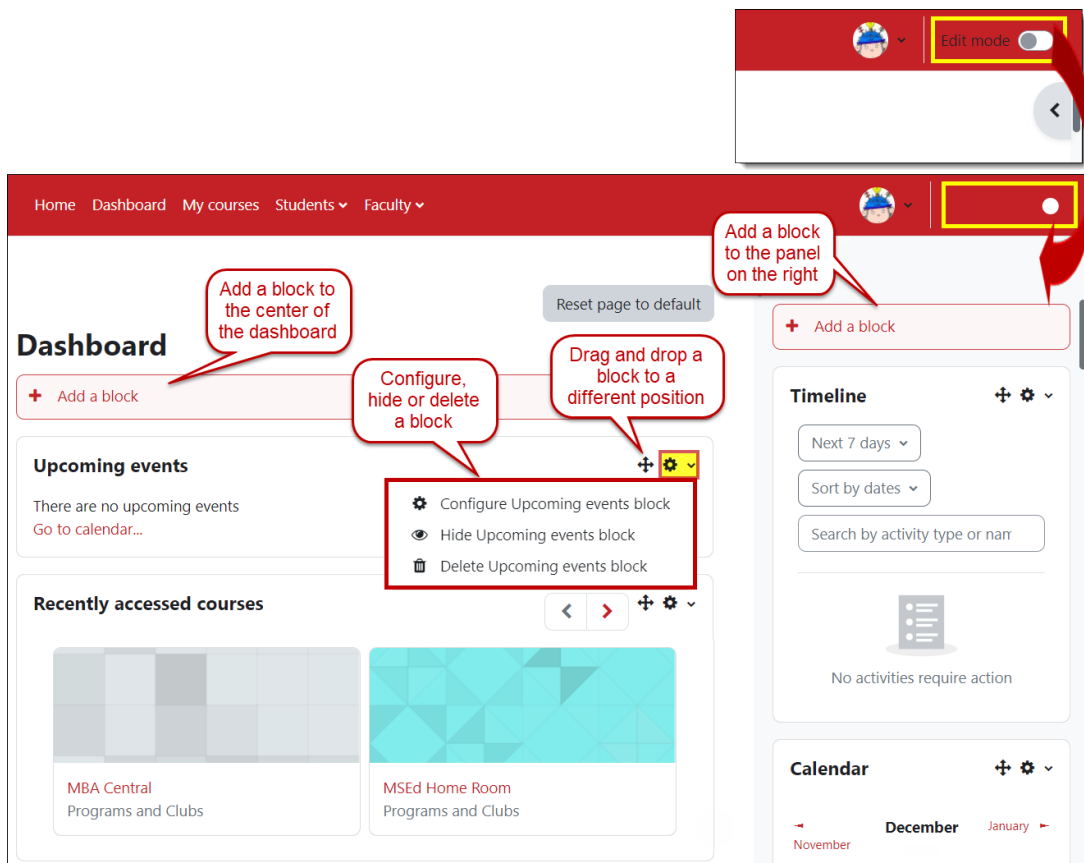 Edit mode
Home Dashboard My courses Students Faculty
Add a block
to the panel
on the right
Add a block to
the center of
the dashboard
Reset page to default
+ Add a block
Dashboard
Drag and drop a
block to a
different position
Configure,
hide or delete
a block
+ Add a block
Timeline
Next 7 days
Upcoming events
There are no upcoming events
Go to calendar...
Sort by dates
Configure Upcoming events block
Hide Upcoming events block
Delete Upcoming events block
Search by activity type or nam
Recently accessed courses
No activities require action
MBA Central
Programs and Clubs
MSEd Home Room
Programs and Clubs
Calendar
November
December
January